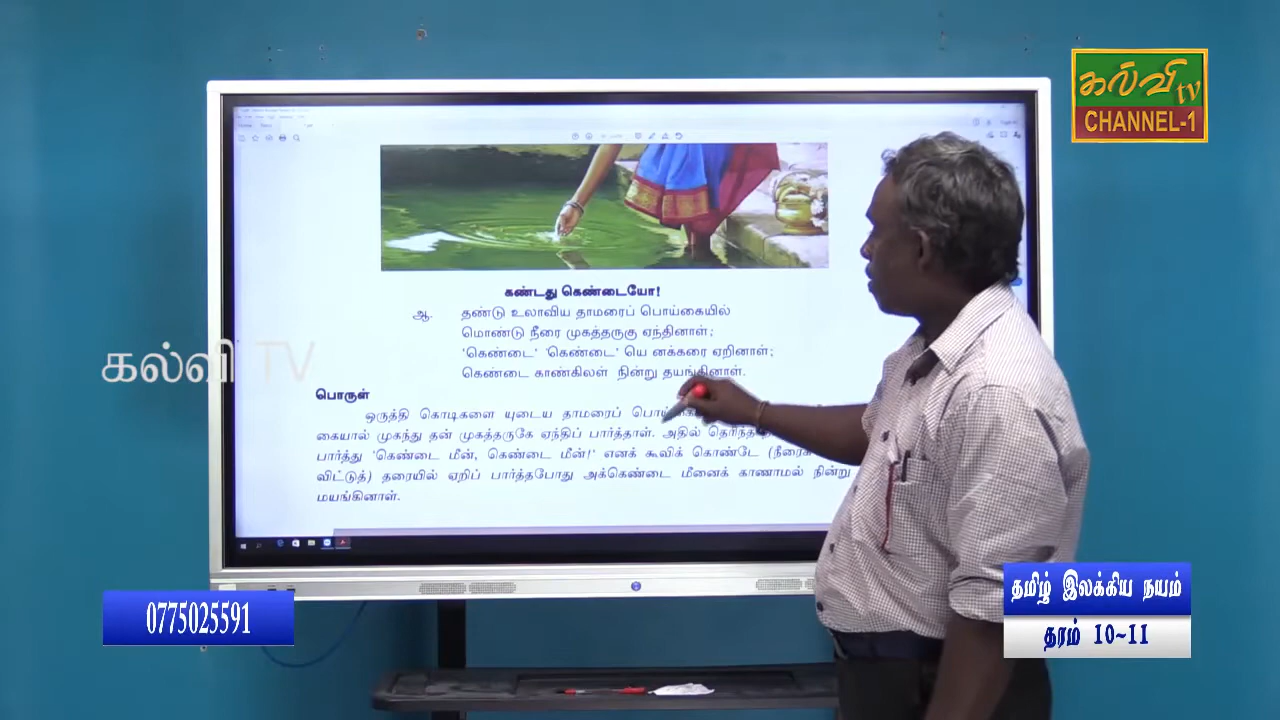 கல்வி tv
CHANNEL-1
கண்டது கெண்டையோ!
ஆ. தண்டு உலாவிய தாமரைப் பொய்கையில்
மொண்டு நீரை முகத்தருகு ஏந்தினாள்;
'கெண்டை' 'கெண்டை' யெ னக்கரை ஏறினாள்;
கெண்டை காண்கிலள் நின்று தயங்கினாள்.
கல்வி TV
பொருள்
ஒருத்தி கொடிகளை யுடைய தாமரைப்
கையால் முகந்து தன் முகத்தருகே ஏந்திப் பார்த்தாள். அதில்
பார்த்து 'கெண்டை மீன், கெண்டை மீன்!' எனக் கூவிக் கொண்டே
விட்டுத்) தரையில் ஏறிப் பார்த்தபோது அக்கெண்டை மீனைக் காணாமல் நின்று
மயங்கினாள்.
0775025591
தமிழ் இலக்கிய நயம்
தரம் 10~11